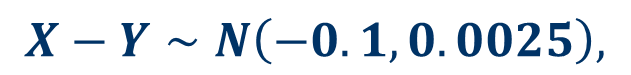 X − Y ~ N(−0.1, 0.0025),